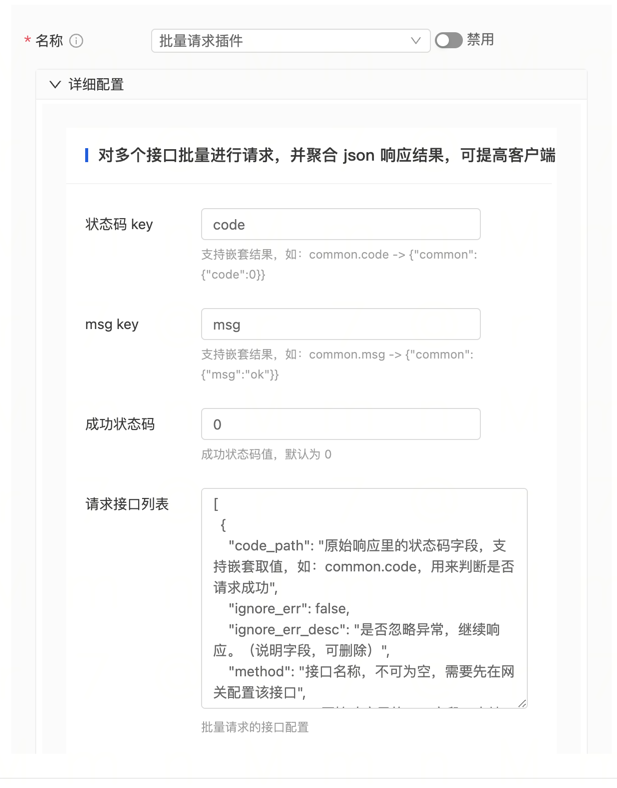 * 名称
批量请求插件
禁用
详细配置
对多个接口批量进行请求，并聚合 json 响应结果，可提高客户端
状态码 key
code
支持嵌套结果，如：common.code -> {"common":
{"code":0}}
msg key
msg
支持嵌套结果，如：common.msg -> {"common":
{"msg":"ok"}}
成功状态码
0
成功状态码值，默认为 0
请求接口列表
[
{
"code_path": "原始响应里的状态码字段，支
持嵌套取值，如：common.code，用来判断是否
请求成功",
"ignore_err": false,
"ignore_err_desc": "是否忽略异常，继续响
应。（说明字段，可删除）",
"method": "接口名称，不可为空，需要先在网
关配置该接口",
批量请求的接口配置